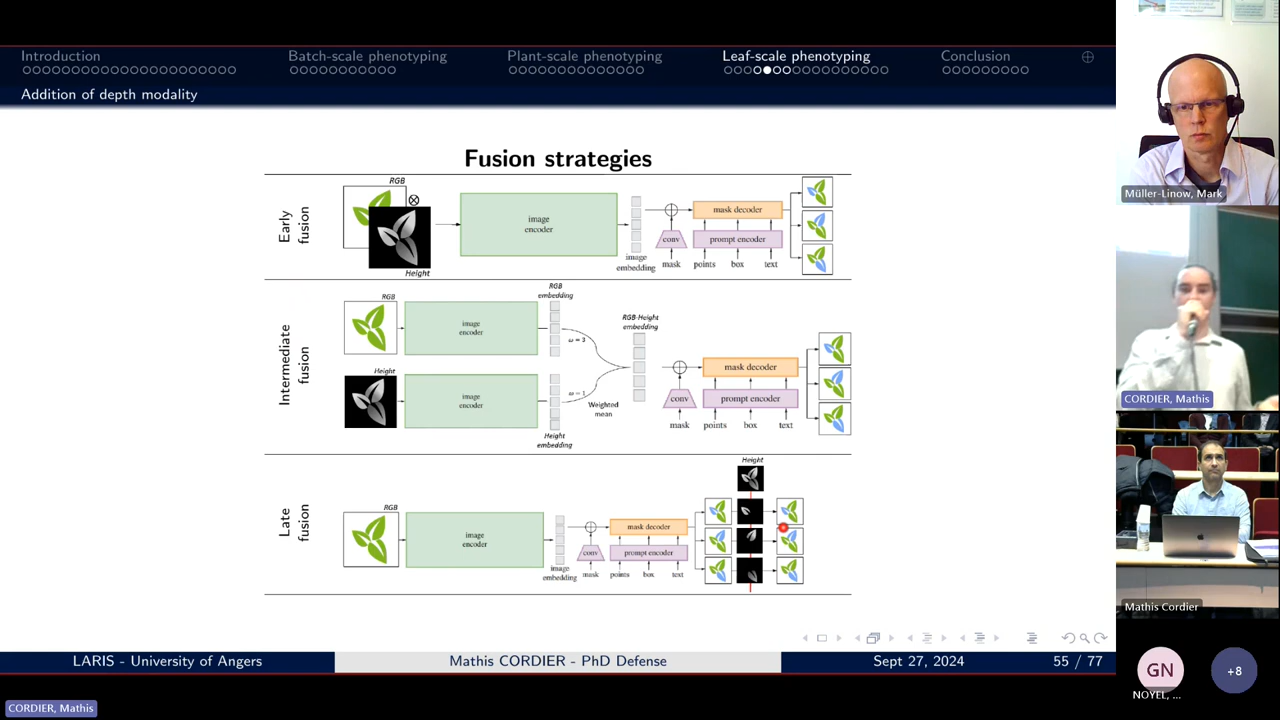 Introduction
Batch-scale phenotyping
Plant-scale phenotyping
Leaf-scale phenotyping
Conclusion
Addition of depth modality
Fusion strategies
Early
fusion
RGB
Height
image
encoder
image
embedding
conv
mask
mask decoder
prompt encoder
points
box
text
Intermediate
fusion
RGB
image
encoder
RGB
embedding
ω = 3
Height
image
encoder
Height
embedding
ω = 1
Weighted
mean
RGB-Height
embedding
conv
mask
mask decoder
prompt encoder
points
box
text
Late
fusion
RGB
image
encoder
image
embedding
conv
mask
mask decoder
prompt encoder
points
box
text
Height
LARIS - University of Angers
Mathis CORDIER - PhD Defense
Sept 27, 2024
55 / 77
CORDIER, Mathis
Müller-Linow, Mark
CORDIER, Mathis
Mathis Cordier
GN
NOYEL, ...
+8